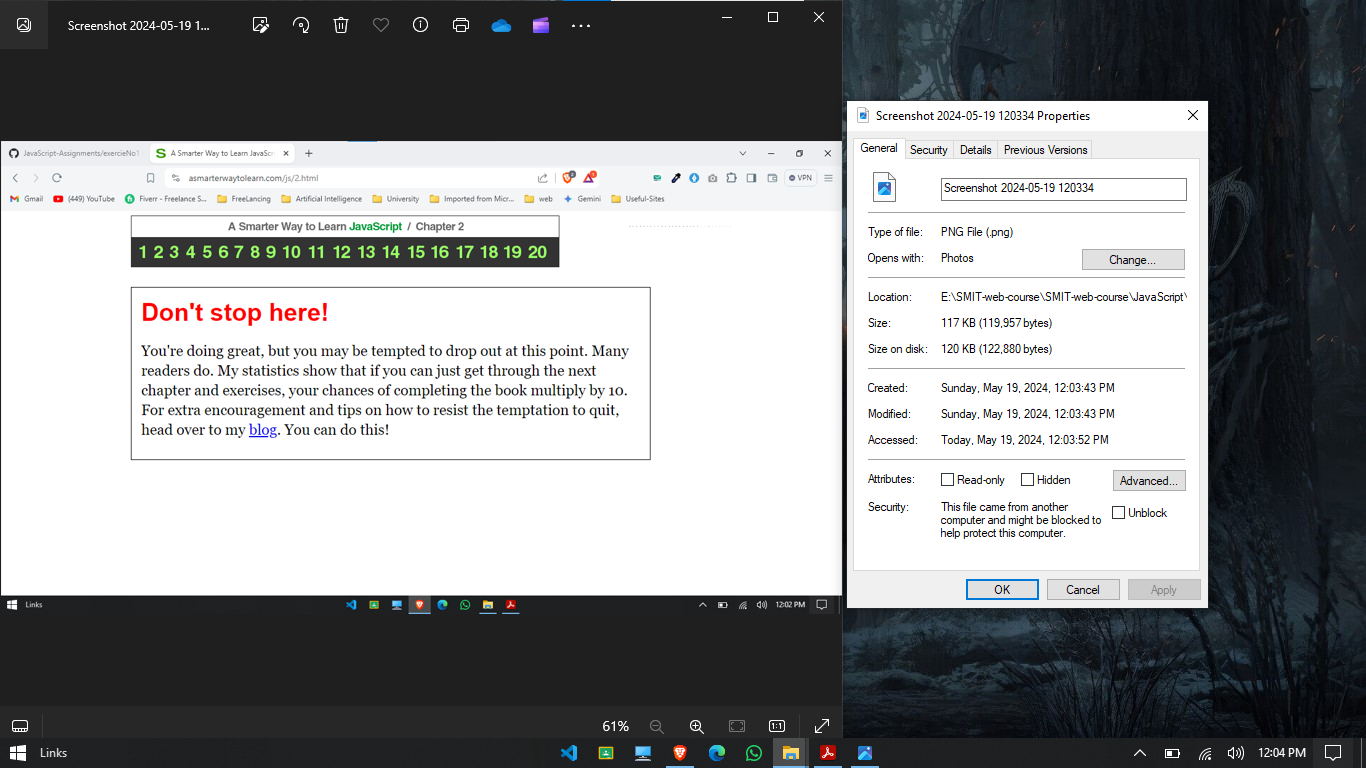 Screenshot 2024-05-19 1...
JavaScript-Assignments/exercieNo1
A Smarter Way to Learn JavaScri
asmarterwaytolearn.com/js/2.html
VPN
Gmail
(449) YouTube
Fiverr - Freelance S...
FreeLancing
Artificial Intelligence
University
Imported from Micr...
web
Gemini
Useful-Sites
A Smarter Way to Learn JavaScript / Chapter 2
1 2 3 4 5 6 7 8 9 10 11 12 13 14 15 16 17 18 19 20
Don't stop here!
You're doing great, but you may be tempted to drop out at this point. Many
readers do. My statistics show that if you can just get through the next
chapter and exercises, your chances of completing the book multiply by 10.
For extra encouragement and tips on how to resist the temptation to quit,
head over to my blog. You can do this!
Links
12:02 PM
61%
1:1
Screenshot 2024-05-19 120334 Properties
General
Security
Details
Previous Versions
Screenshot 2024-05-19 120334
Type of file: PNG File (.png)
Opens with: Photos
Change...
Location: E:\SMIT-web-course\SMIT-web-course\JavaScript\
Size: 117 KB (119,957 bytes)
Size on disk: 120 KB (122,880 bytes)
Created: Sunday, May 19, 2024, 12:03:43 PM
Modified: Sunday, May 19, 2024, 12:03:43 PM
Accessed: Today, May 19, 2024, 12:03:52 PM
Attributes: Read-only Hidden Advanced...
Security: This file came from another
computer and might be blocked to
help protect this computer.
Unblock
OK
Cancel
Apply
Links
12:04 PM